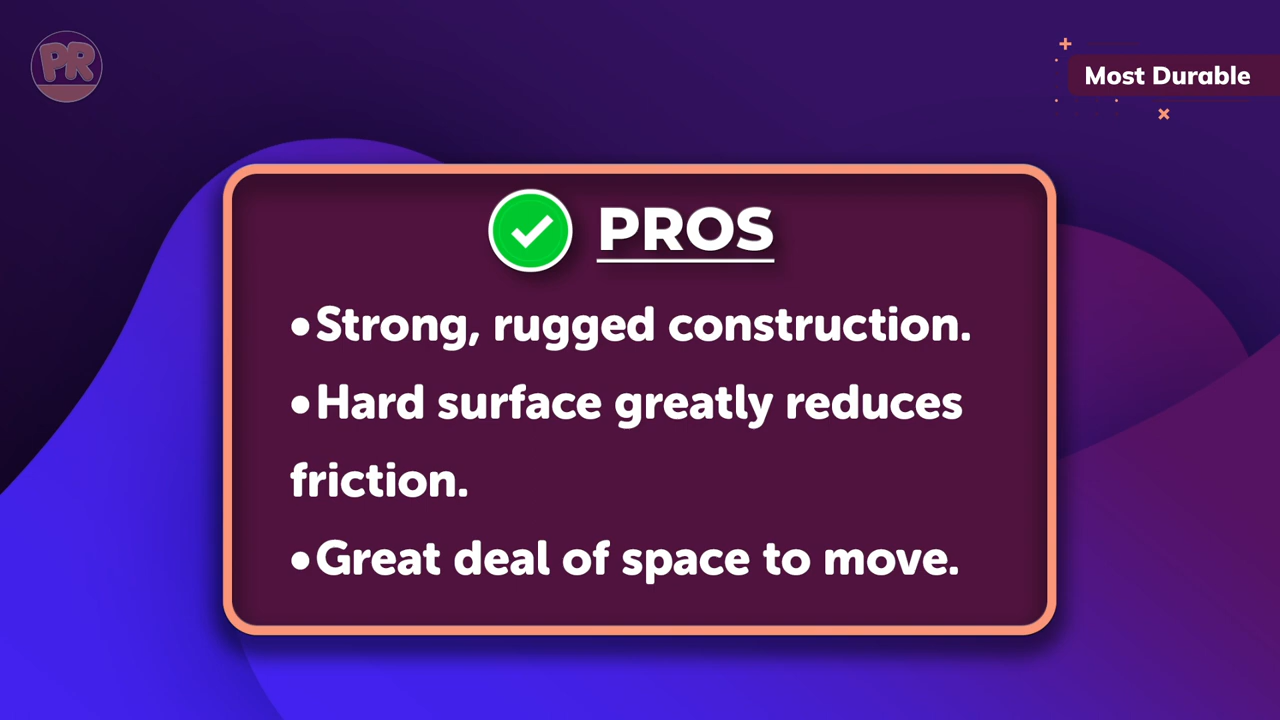 PR
Most Durable
PROS
•Strong, rugged construction.
•Hard surface greatly reduces
friction.
•Great deal of space to move.